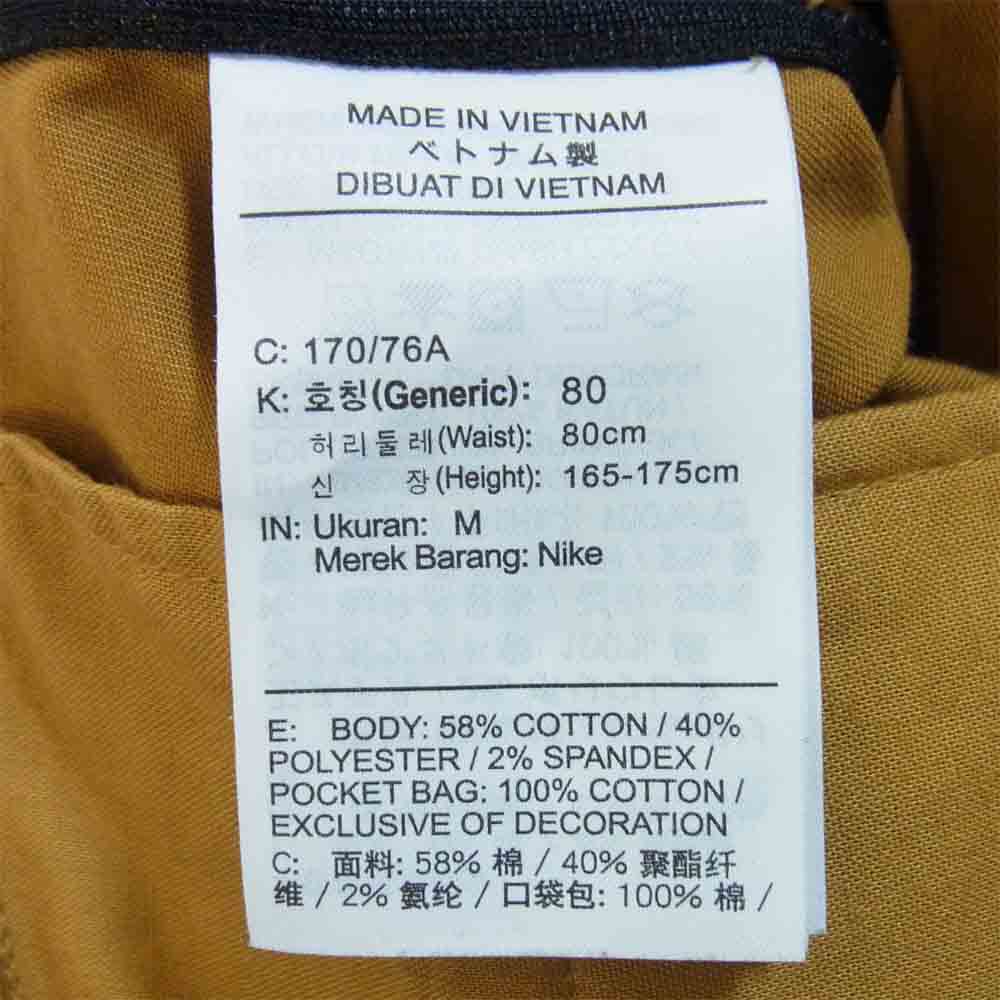 MADE IN VIETNAM
ベトナム製
DIBUAT DI VIETNAM
C: 170/76A
K: 호칭(Generic): 80
허리둘레(Waist): 80cm
신 장(Height): 165-175cm
IN: Ukuran: M
Merek Barang: Nike
E: BODY: 58% COTTON / 40%
POLYESTER / 2% SPANDEX /
POCKET BAG: 100% COTTON /
EXCLUSIVE OF DECORATION
C: 面料: 58% 棉 / 40% 聚酯纤
维 / 2% 氨纶 / 口袋包: 100% 棉 /